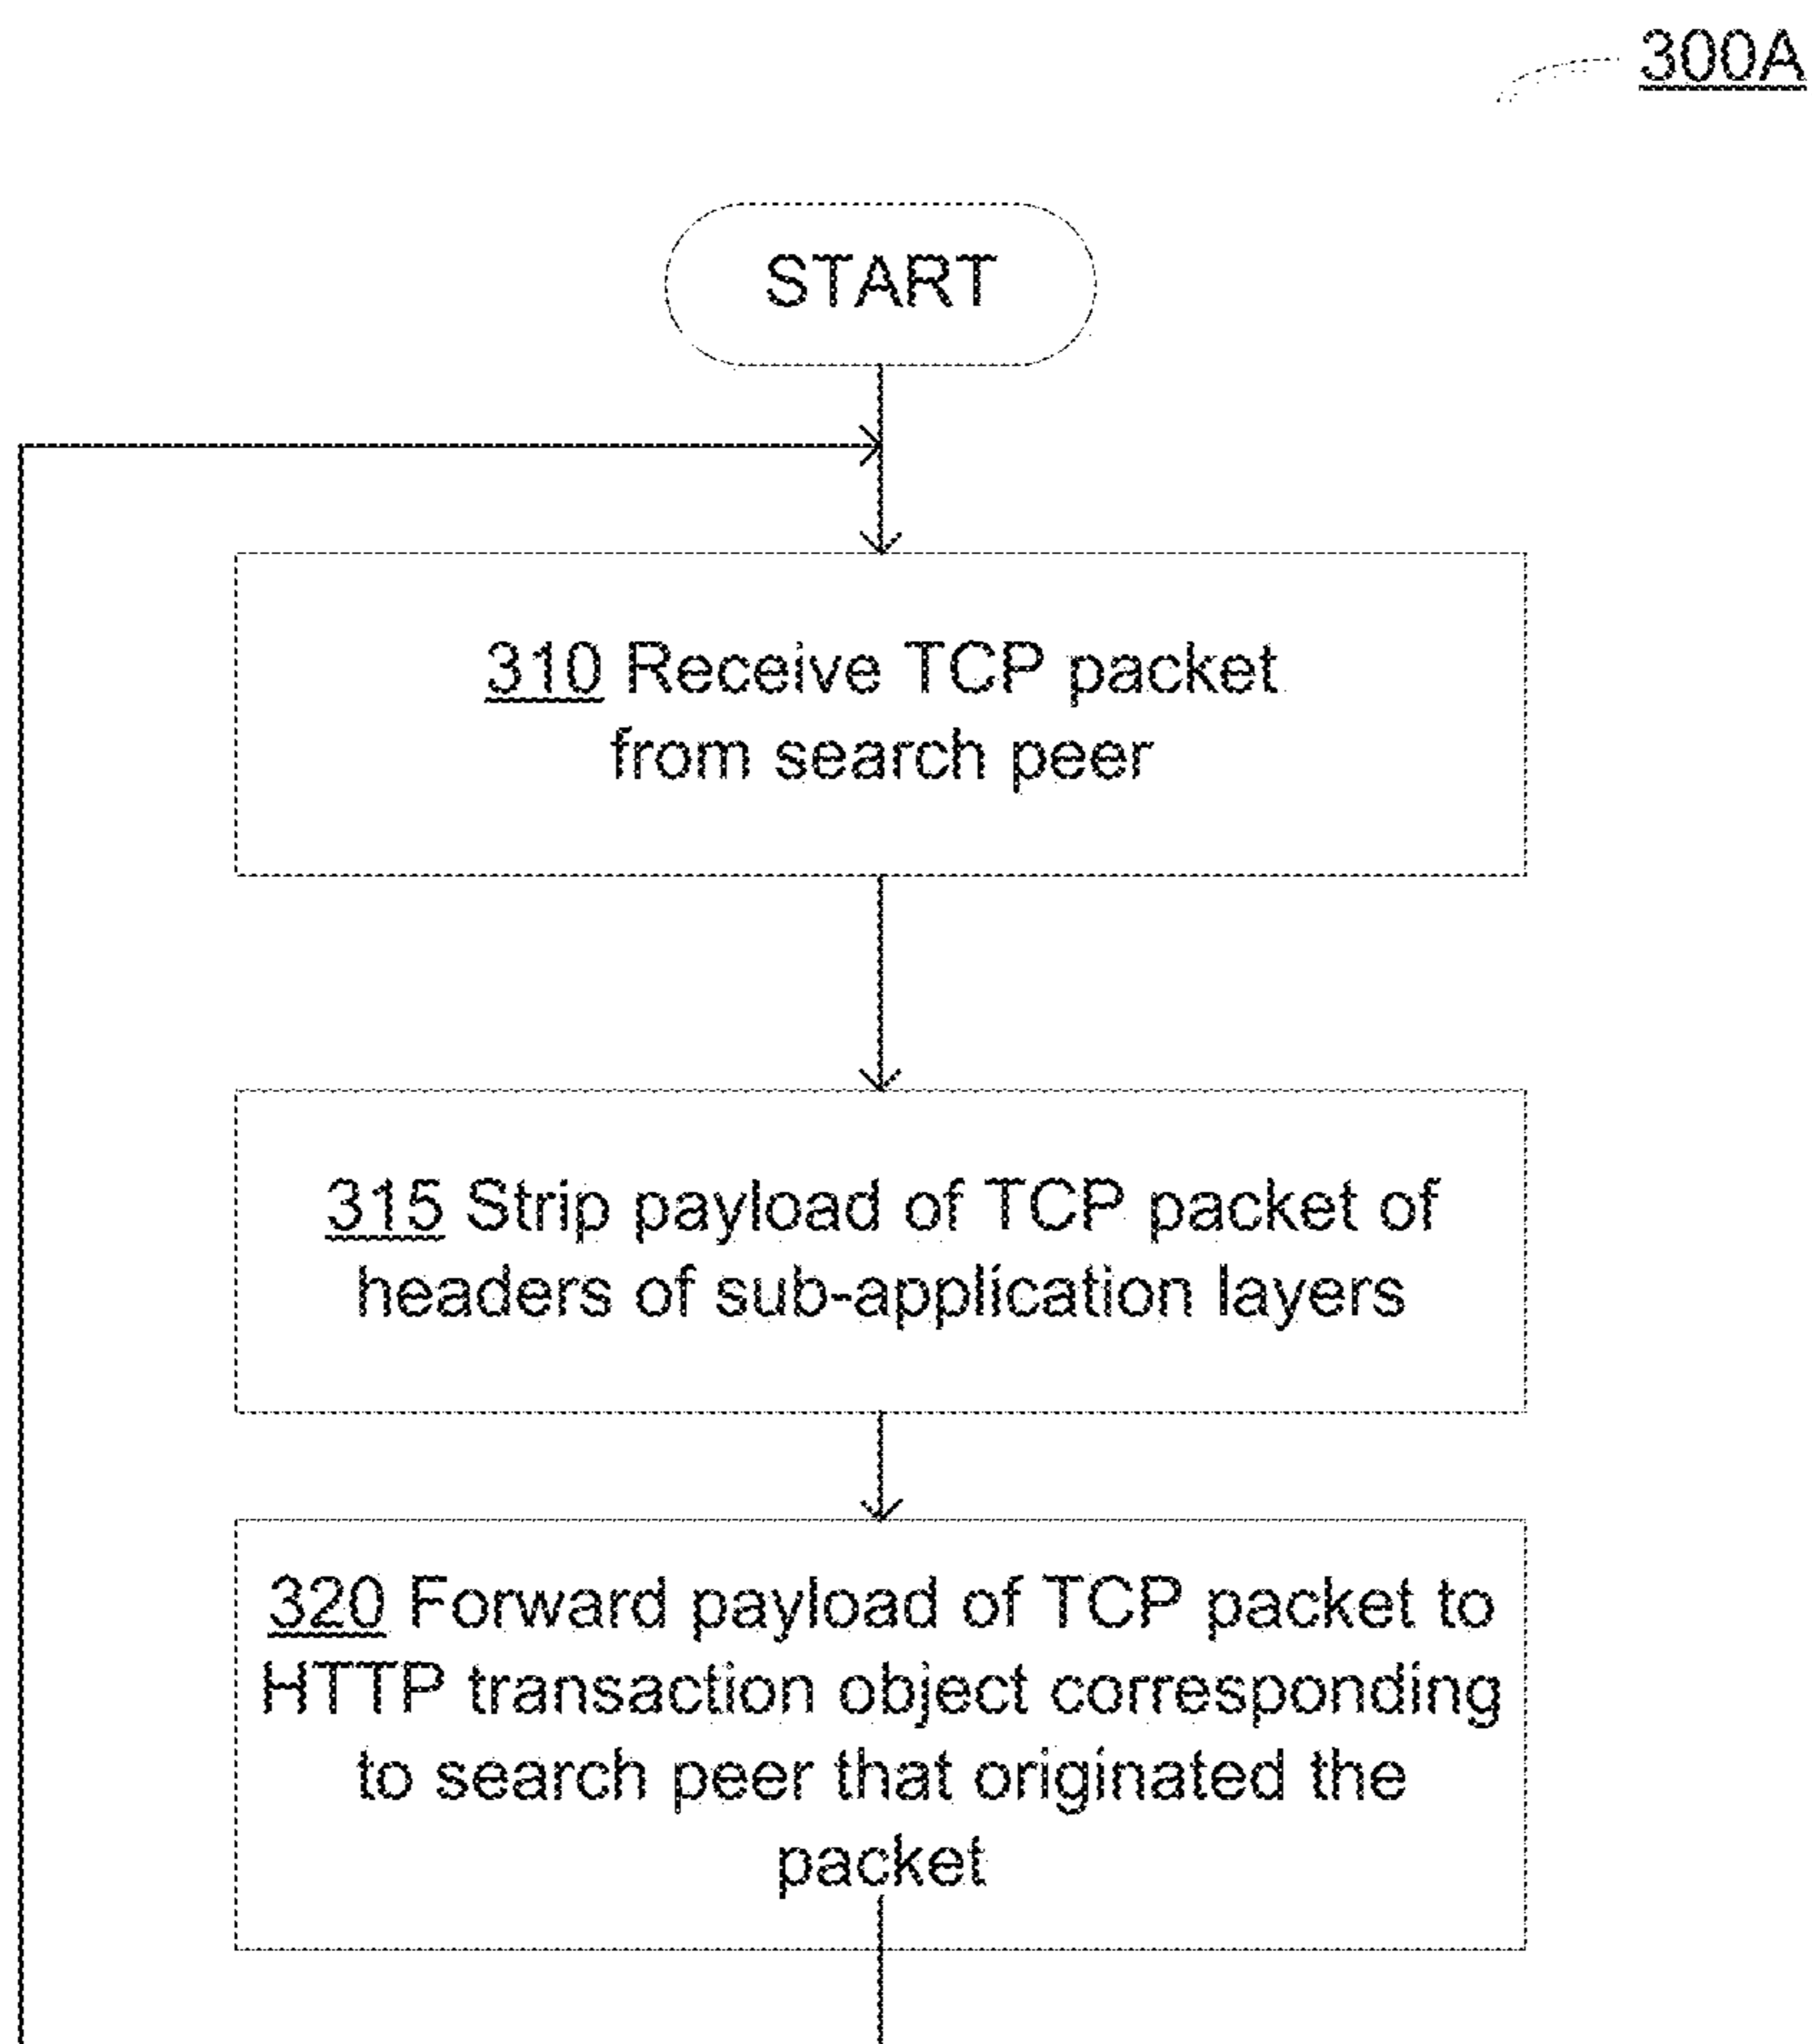 300A
START
310 Receive TCP packet
from search peer
315 Strip payload of TCP packet of
headers of sub-application layers
320 Forward payload of TCP packet to
HTTP transaction object corresponding
to search peer that originated the
packet